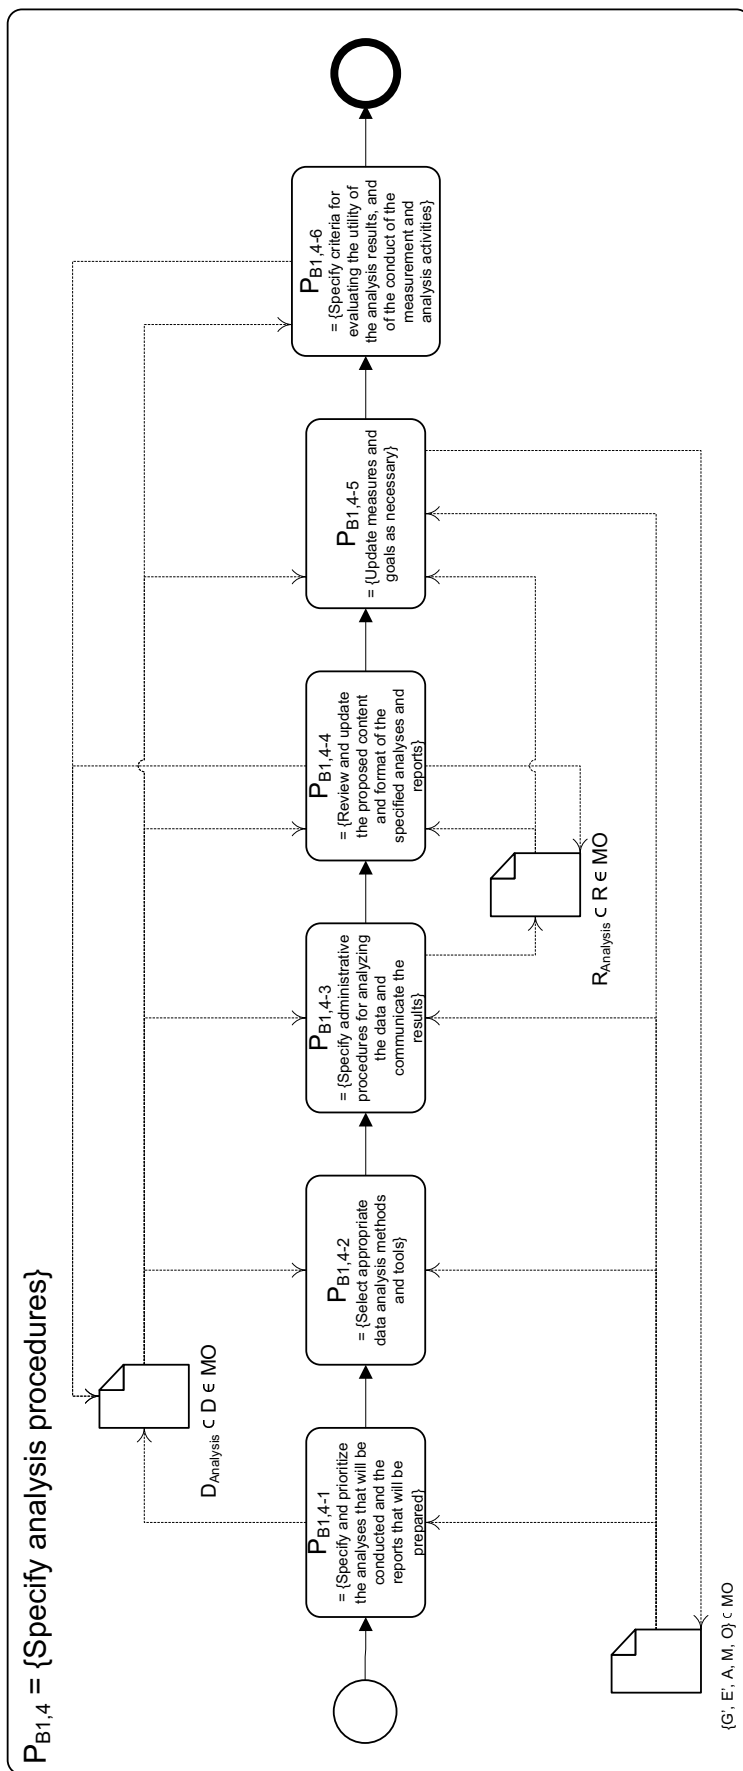 P_B1,4 = {Specify analysis procedures}
D_Analysis ⊂ D ∈ MO
P_B1,4-1
= {Specify and prioritize
the analyses that will be
conducted and the
reports that will be
prepared}
P_B1,4-2
= {Select appropriate
data analysis methods
and tools}
P_B1,4-3
= {Specify administrative
procedures for analyzing
the data and
communicate the
results}
P_B1,4-4
= {Review and update
the proposed content
and format of the
specified analyses and
reports}
P_B1,4-5
= {Update measures and
goals as necessary}
P_B1,4-6
= {Specify criteria for
evaluating the utility of
the analysis results, and
of the conduct of the
measurement and
analysis activities}
R_Analysis ⊂ R ∈ MO
{G', E', A, M, O} ⊂ MO